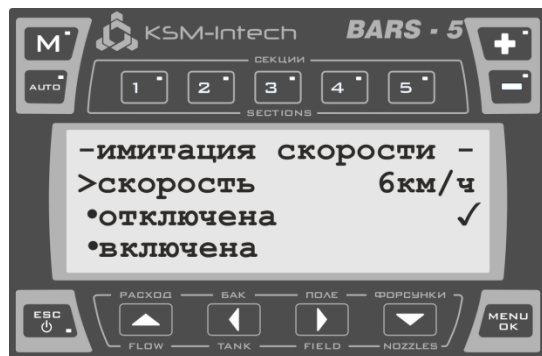 M KSM-Intech BARS - 5 +
AUTO СЕКЦИИ -
1 2 3 4 5
SECTIONS
-имитация скорости -
>скорость 6км/ч
•отключена ✓
•включена
РАСХОД БАК ПОЛЕ ФОРСУНКИ
ESC MENU OK
FLOW TANK FIELD NOZZLES